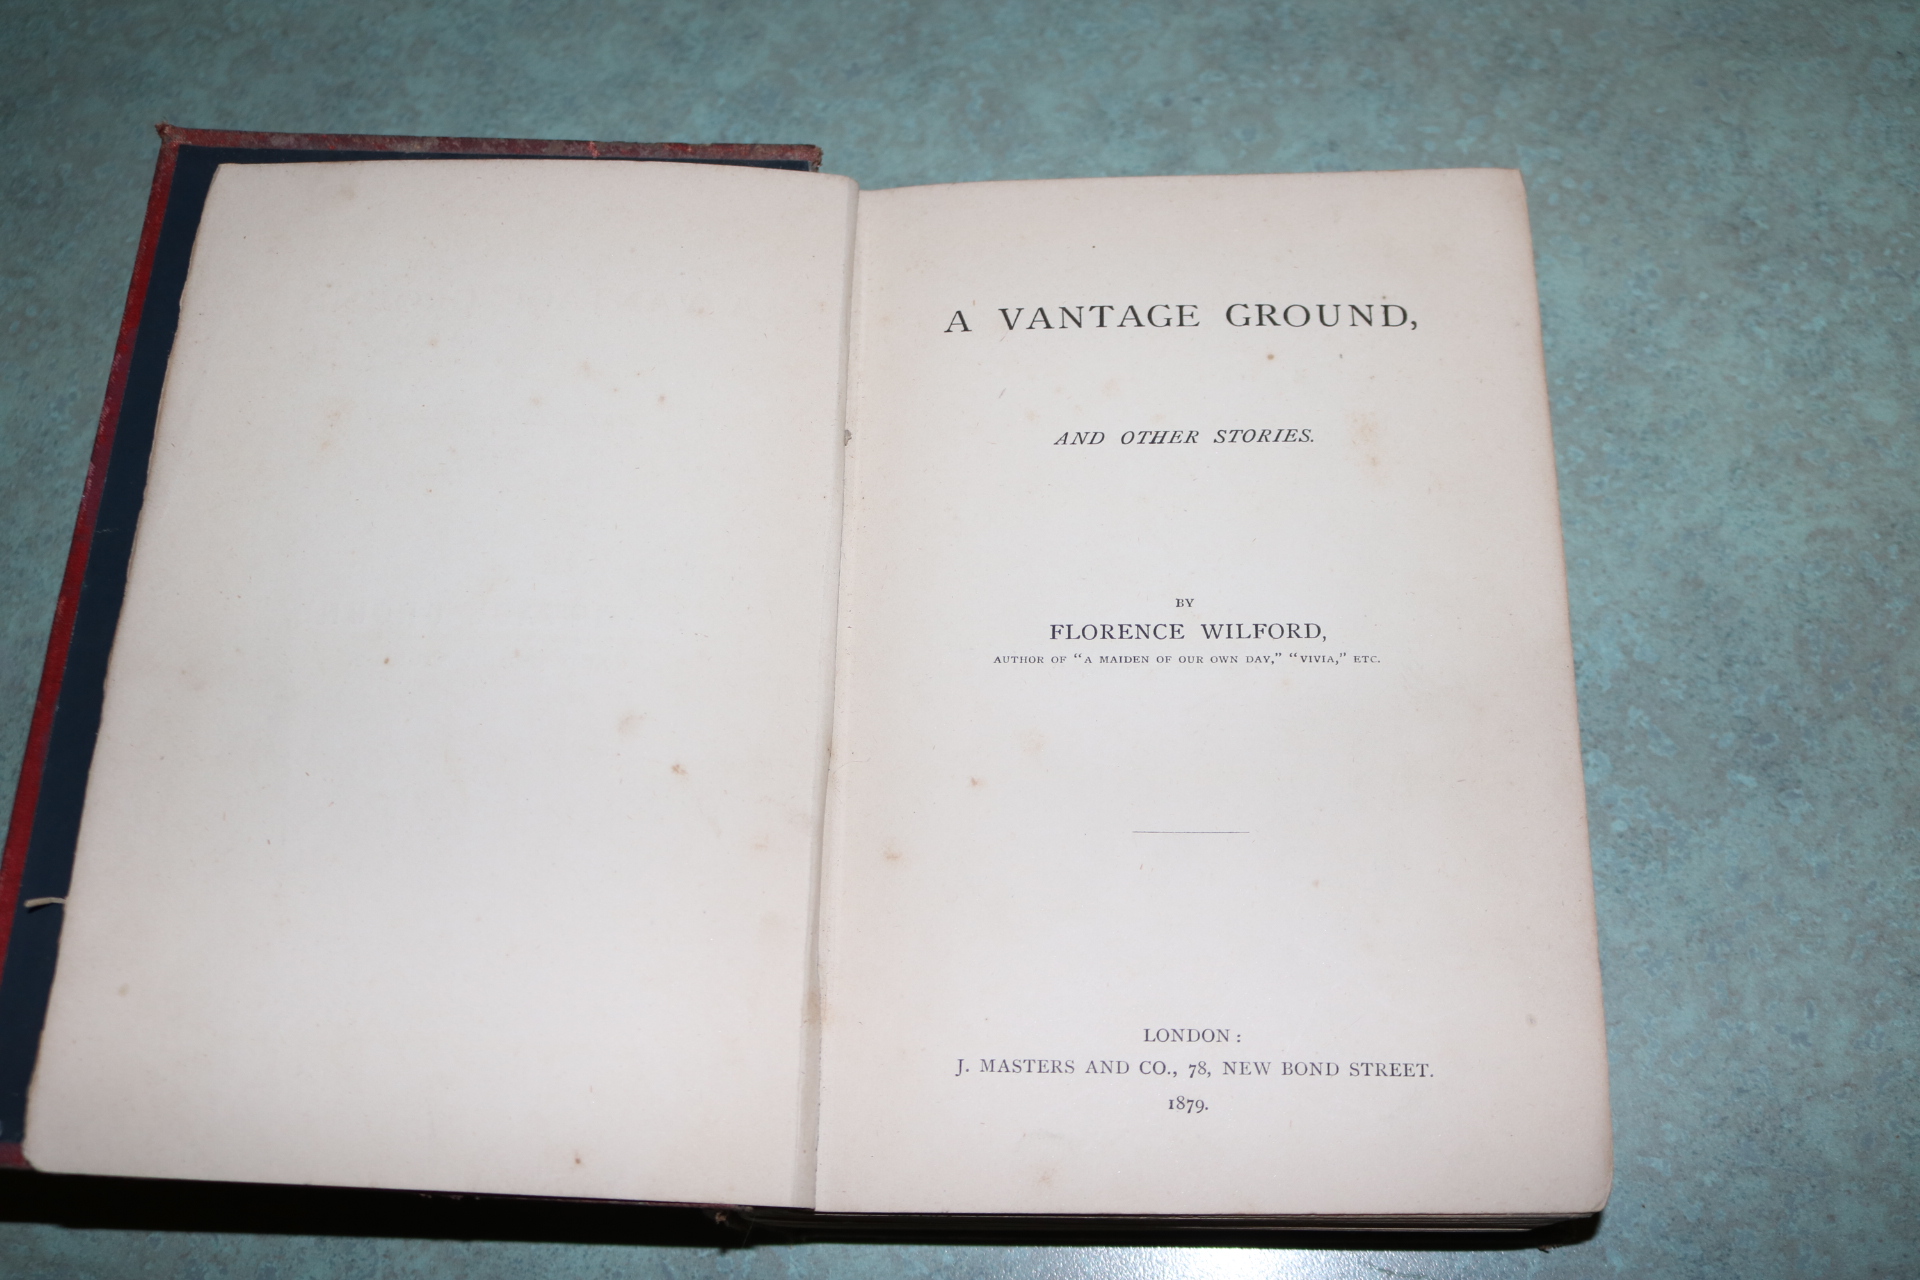 A VANTAGE GROUND,
AND OTHER STORIES.
BY
FLORENCE WILFORD,
AUTHOR OF "A MAIDEN OF OUR OWN DAY," "VIVIA," ETC.
LONDON:
J. MASTERS AND CO., 78, NEW BOND STREET.
1879.